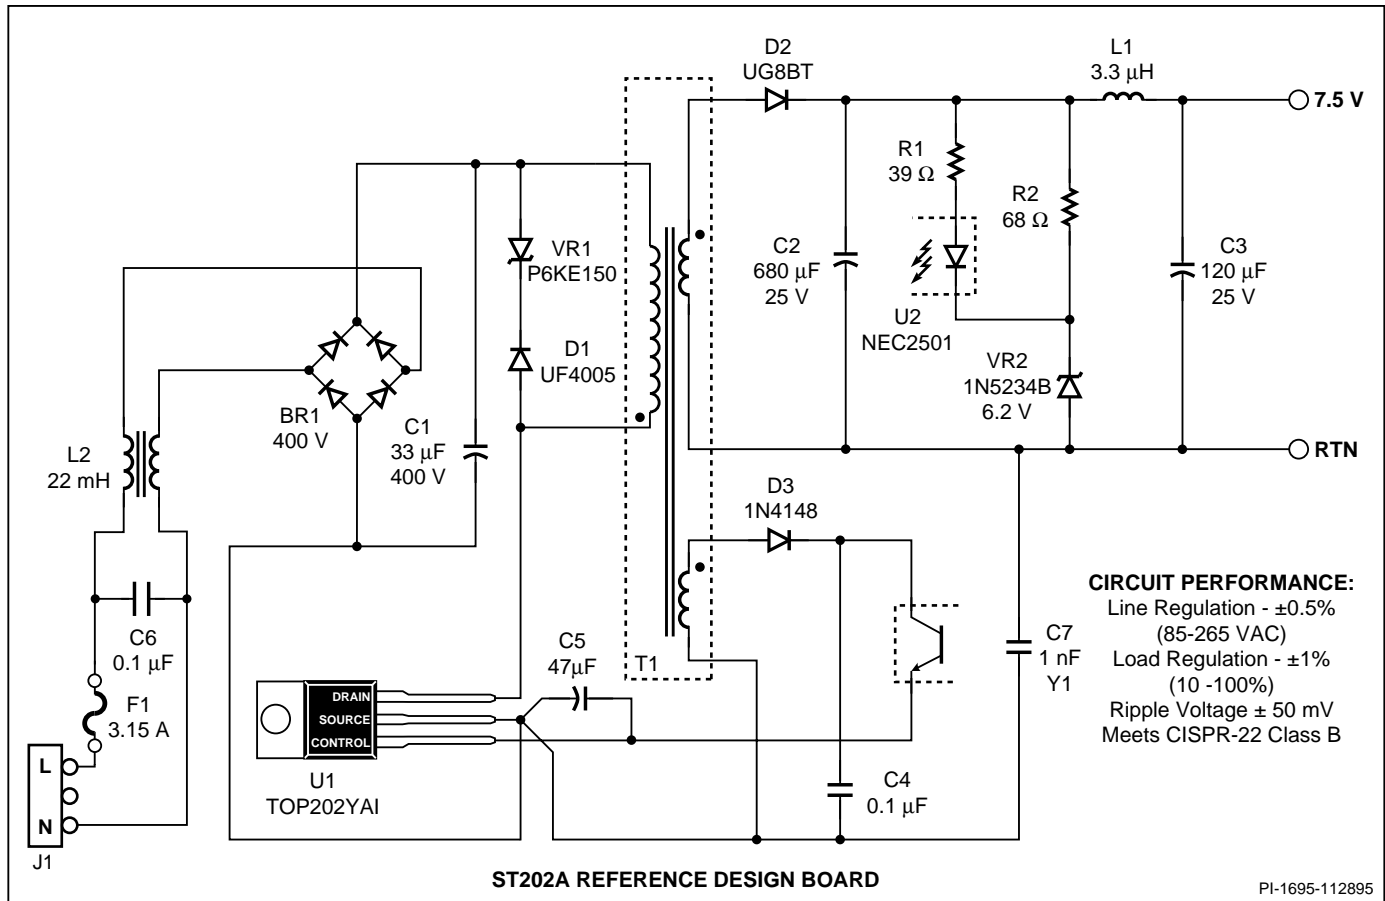 D2
UG8BT
L1
3.3 µH
7.5 V
R1
39 Ω
R2
68 Ω
VR1
P6KE150
C2
680 µF
25 V
C3
120 µF
25 V
U2
NEC2501
D1
UF4005
VR2
1N5234B
6.2 V
BR1
400 V
C1
33 µF
400 V
L2
22 mH
RTN
D3
1N4148
CIRCUIT PERFORMANCE:
Line Regulation - ±0.5%
(85-265 VAC)
Load Regulation - ±1%
(10 -100%)
Ripple Voltage ± 50 mV
Meets CISPR-22 Class B
C6
0.1 µF
C5
47µF
T1
C7
1 nF
Y1
F1
3.15 A
DRAIN
SOURCE
CONTROL
L
N
J1
U1
TOP202YAI
C4
0.1 µF
ST202A REFERENCE DESIGN BOARD
PI-1695-112895